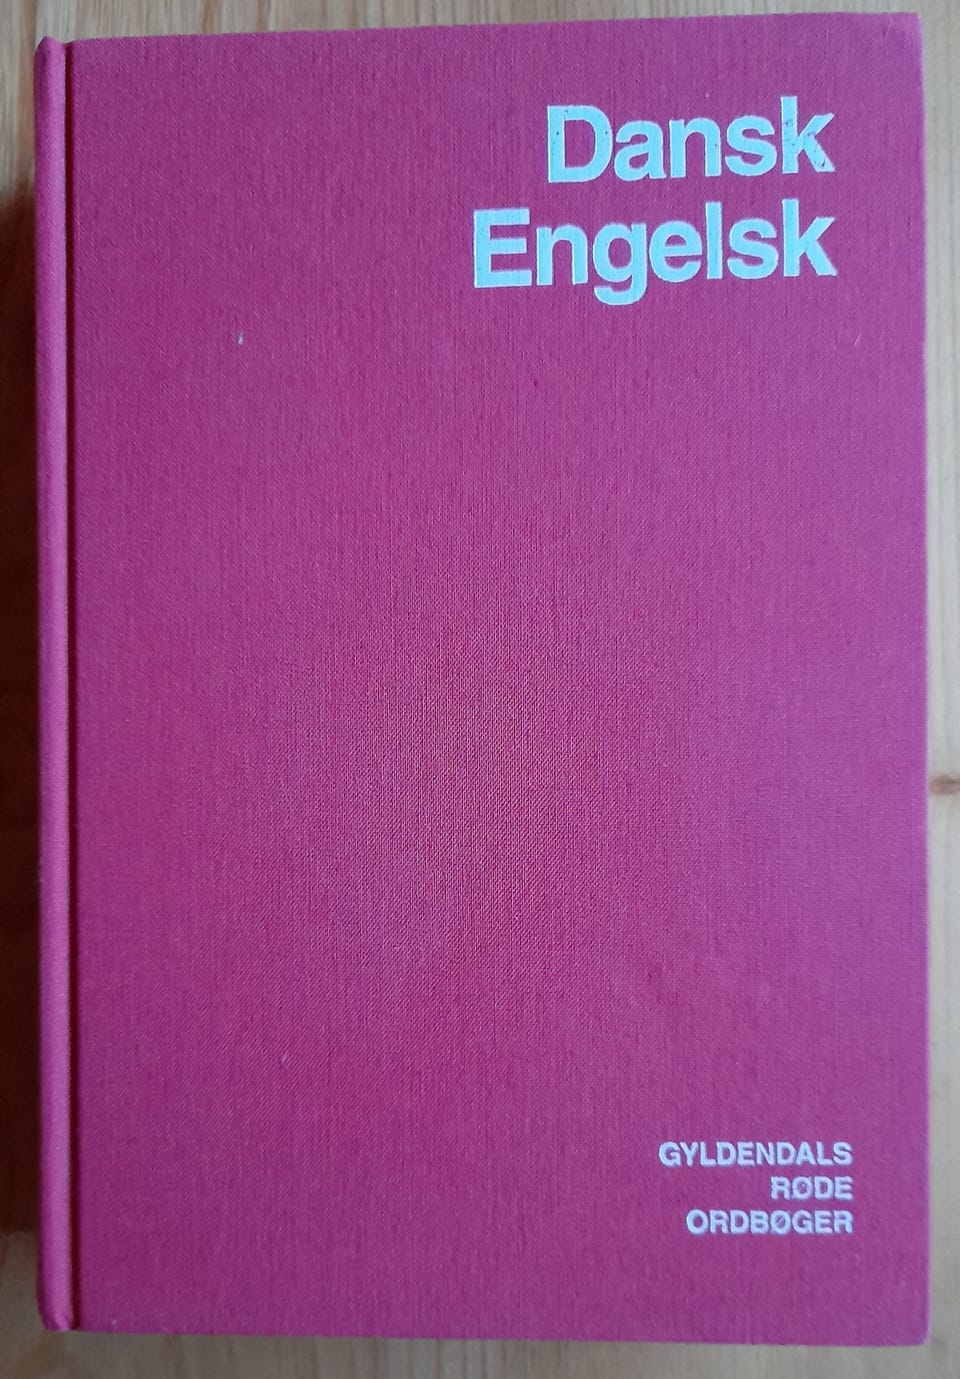 Dansk
Engelsk
GYLDENDALS
RØDE
ORDBØGER